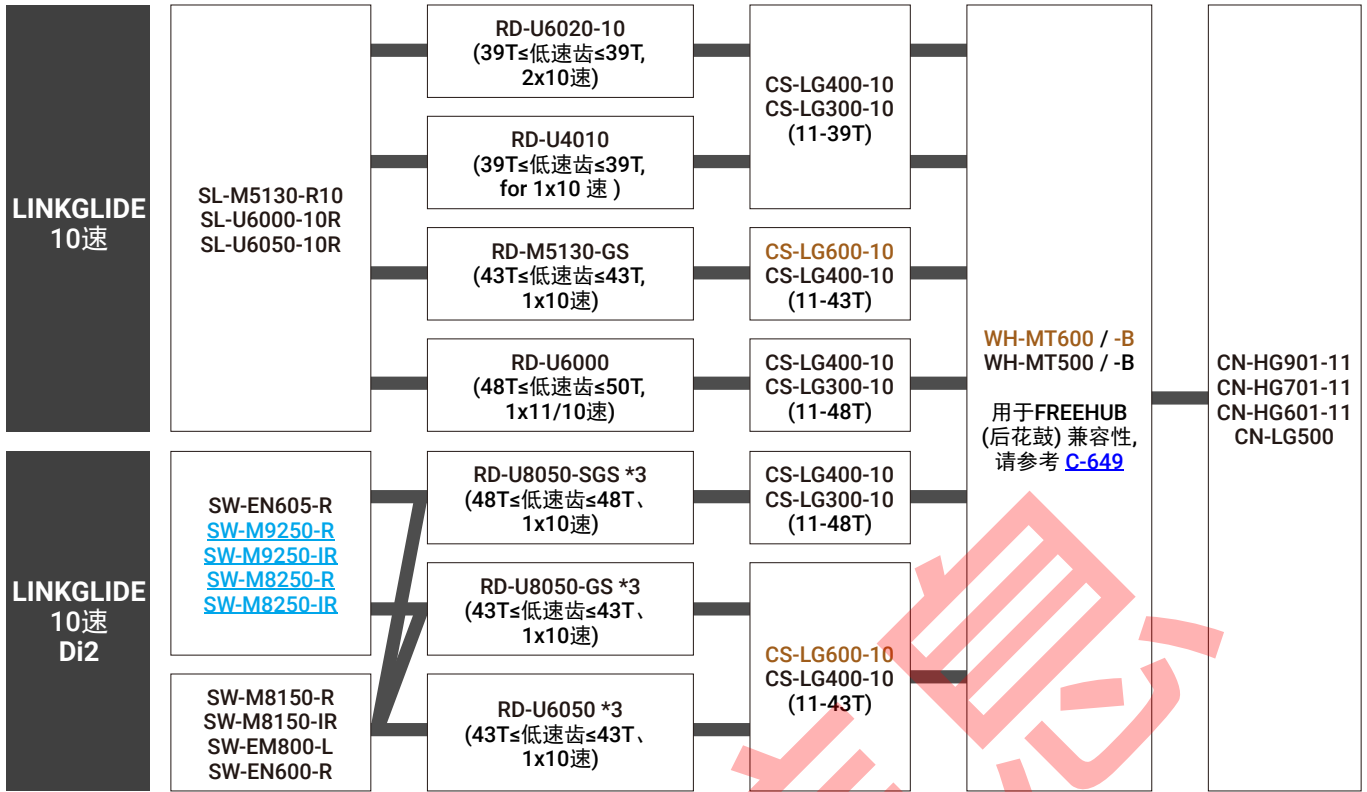 LINKGLIDE
10速
SL-M5130-R10
SL-U6000-10R
SL-U6050-10R
RD-U6020-10
(39T≤低速齿≤39T,
2x10速)
RD-U4010
(39T≤低速齿≤39T,
for 1x10 速 )
RD-M5130-GS
(43T≤低速齿≤43T,
1x10速)
RD-U6000
(48T≤低速齿≤50T,
1x11/10速)
CS-LG400-10
CS-LG300-10
(11-39T)
CS-LG600-10
CS-LG400-10
(11-43T)
CS-LG400-10
CS-LG300-10
(11-48T)
LINKGLIDE
10速
Di2
SW-EN605-R
SW-M9250-R
SW-M9250-IR
SW-M8250-R
SW-M8250-IR
SW-M8150-R
SW-M8150-IR
SW-EM800-L
SW-EN600-R
RD-U8050-SGS *3
(48T≤低速齿≤48T、
1x10速)
RD-U8050-GS *3
(43T≤低速齿≤43T、
1x10速)
RD-U6050 *3
(43T≤低速齿≤43T、
1x10速)
CS-LG400-10
CS-LG300-10
(11-48T)
CS-LG600-10
CS-LG400-10
(11-43T)
WH-MT600 / -B
WH-MT500 / -B
用于FREEHUB
(后花鼓) 兼容性,
请参考 C-649
CN-HG901-11
CN-HG701-11
CN-HG601-11
CN-LG500
息